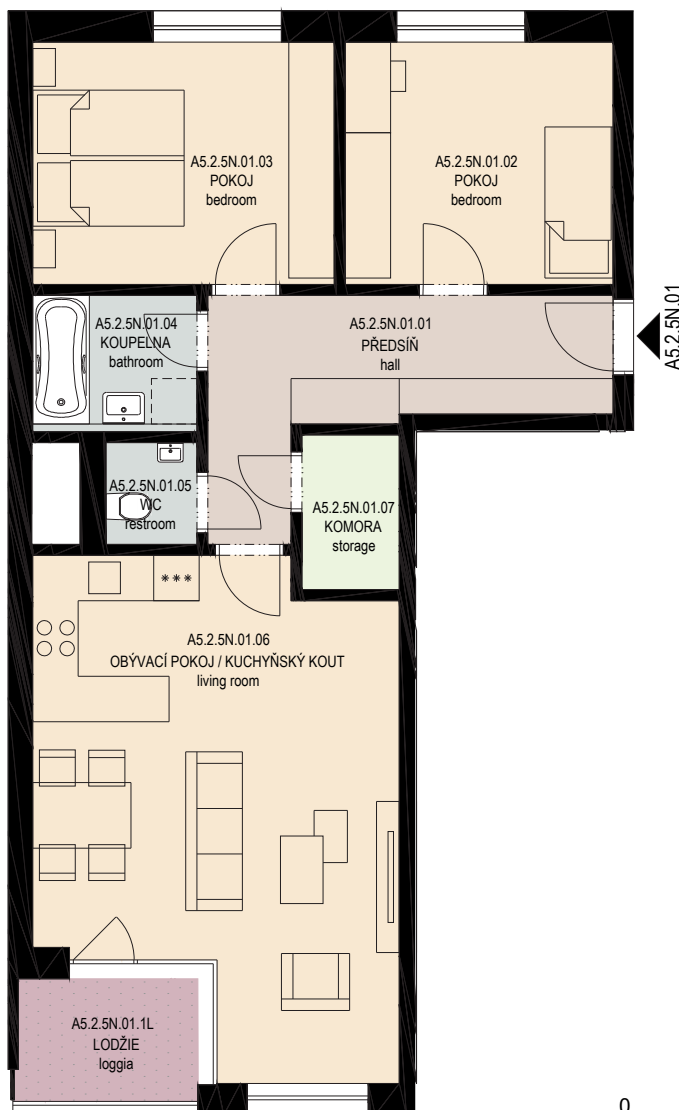 A5.2.5N.01.03
POKOJ
bedroom
A5.2.5N.01.02
POKOJ
bedroom
A5.2.5N.01.04
KOUPELNA
bathroom
A5.2.5N.01.01
PŘEDSÍŇ
hall
A5.2.5N.01
A5.2.5N.01.05
WC
restroom
A5.2.5N.01.07
KOMORA
storage
***
A5.2.5N.01.06
OBÝVACÍ POKOJ / KUCHYŇSKÝ KOUT
living room
A5.2.5N.01.1L
LODŽIE
loggia
0